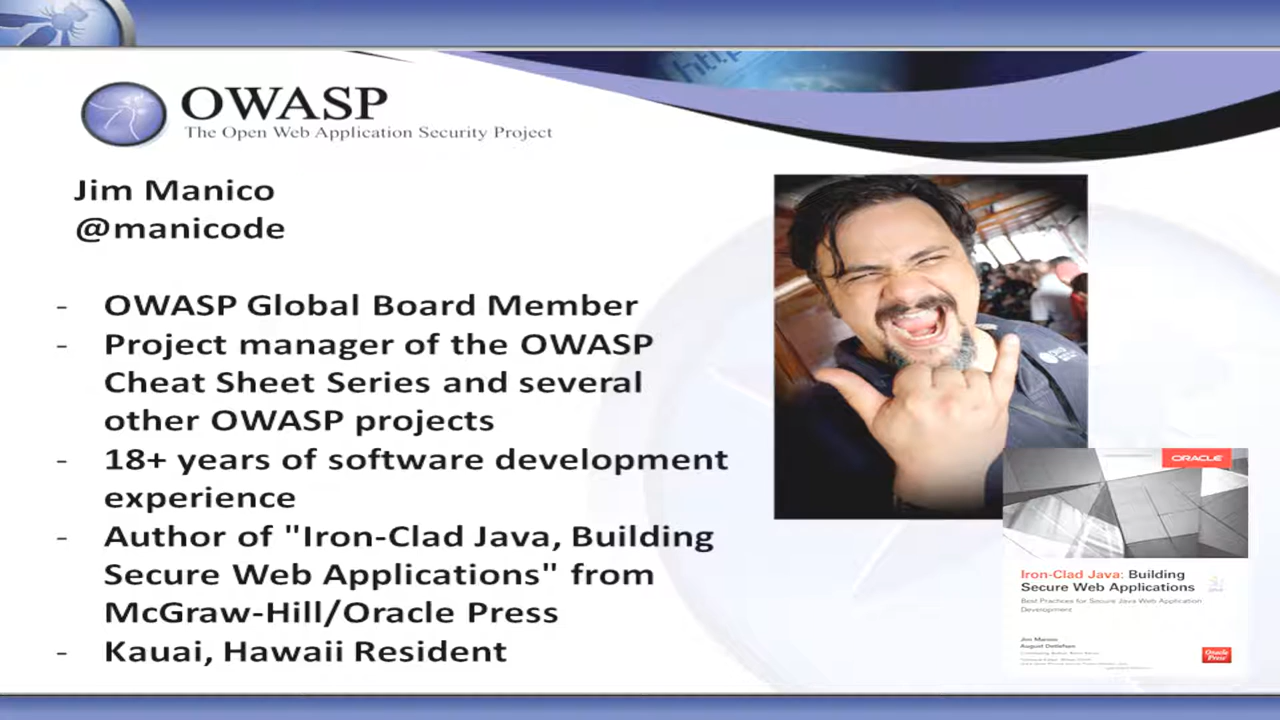 http
OWASP
The Open Web Application Security Project
Jim Manico
@manicode
- OWASP Global Board Member
- Project manager of the OWASP
Cheat Sheet Series and several
other OWASP projects
- 18+ years of software development
experience
- Author of "Iron-Clad Java, Building
Secure Web Applications" from
McGraw-Hill/Oracle Press
- Kauai, Hawaii Resident
ORACLE
Iron-Clad Java: Building
Secure Web Applications
Best Practices for Secure Java Web Application
Development
Jim Manico
August Detlefsen
Oracle
Press